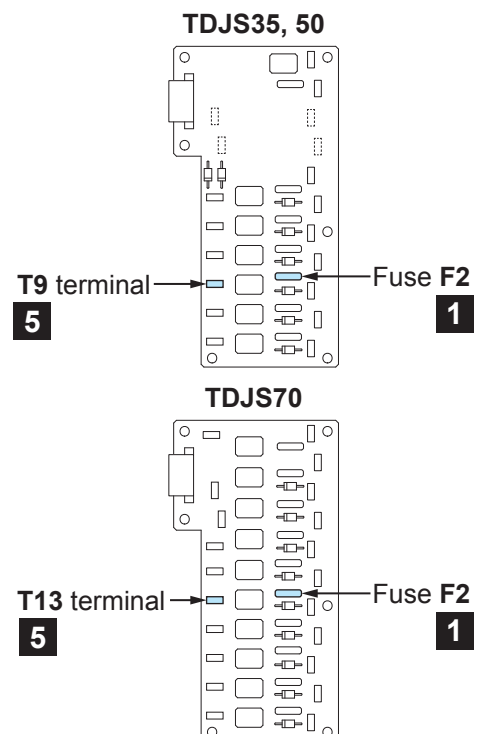 TDJS35, 50
T9 terminal
5
Fuse F2
1
TDJS70
T13 terminal
5
Fuse F2
1